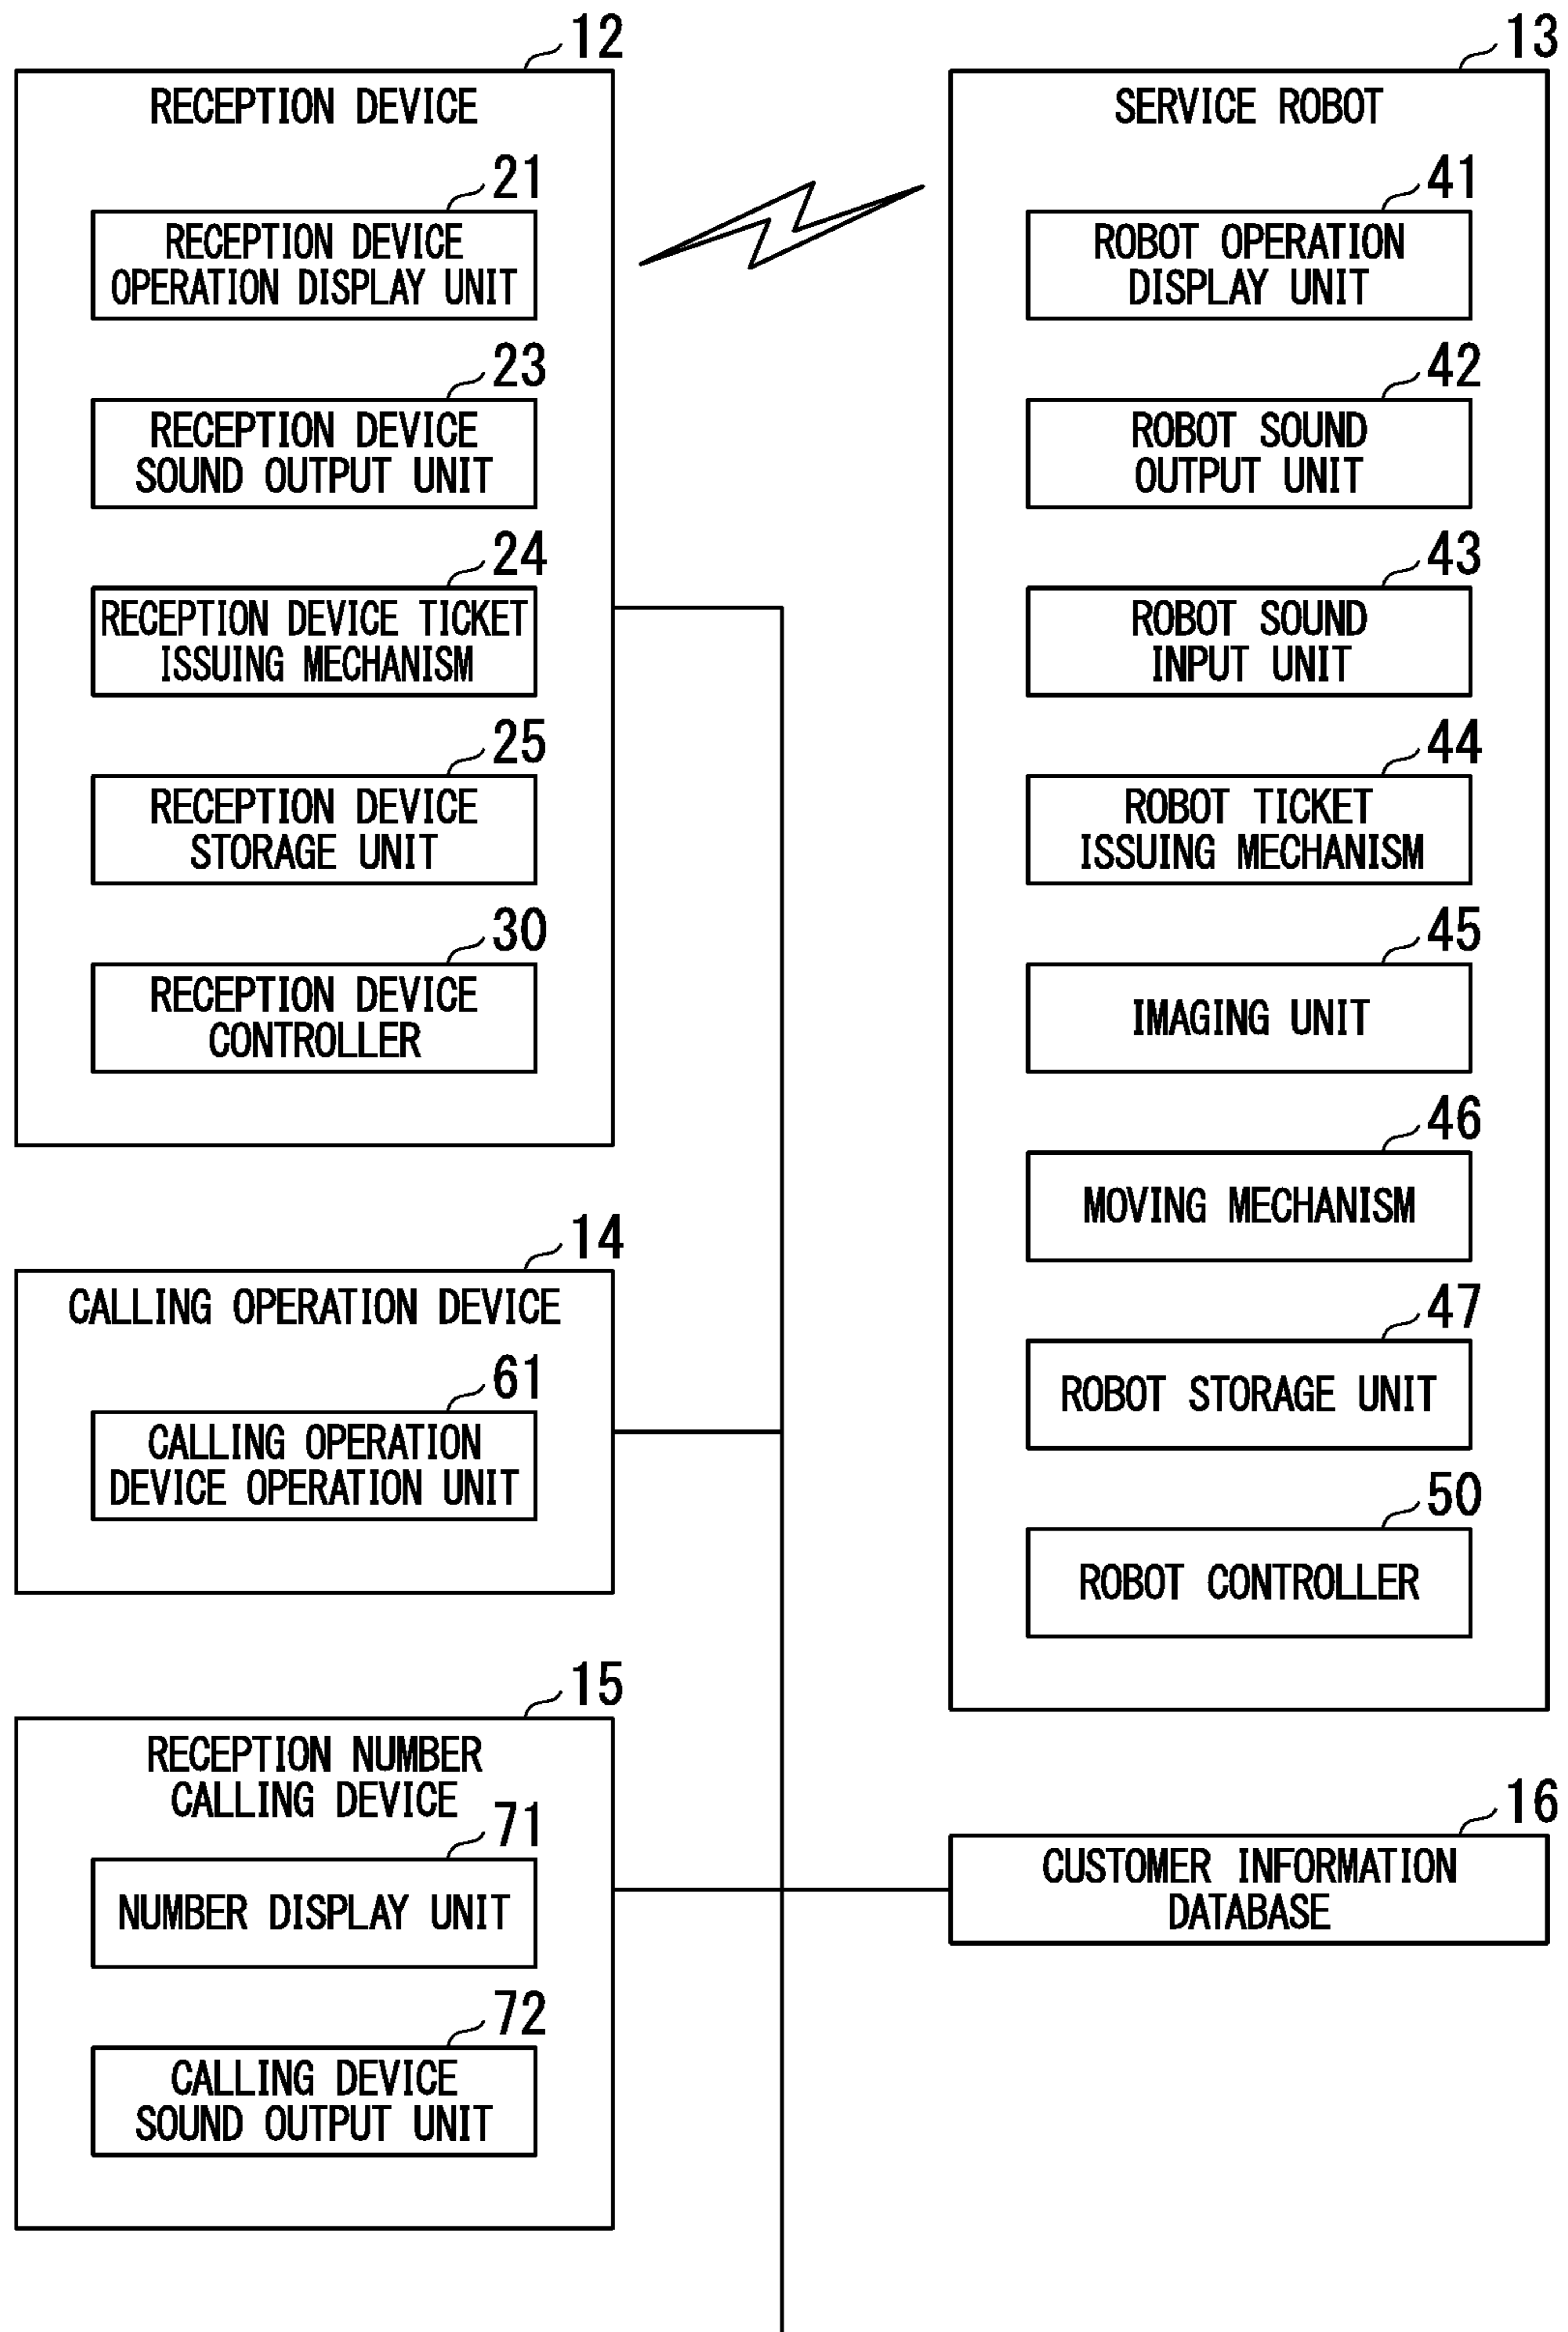 12
RECEPTION DEVICE
21
RECEPTION DEVICE
OPERATION DISPLAY UNIT
23
RECEPTION DEVICE
SOUND OUTPUT UNIT
24
RECEPTION DEVICE TICKET
ISSUING MECHANISM
25
RECEPTION DEVICE
STORAGE UNIT
30
RECEPTION DEVICE
CONTROLLER
14
CALLING OPERATION DEVICE
61
CALLING OPERATION
DEVICE OPERATION UNIT
15
RECEPTION NUMBER
CALLING DEVICE
71
NUMBER DISPLAY UNIT
72
CALLING DEVICE
SOUND OUTPUT UNIT
13
SERVICE ROBOT
41
ROBOT OPERATION
DISPLAY UNIT
42
ROBOT SOUND
OUTPUT UNIT
43
ROBOT SOUND
INPUT UNIT
44
ROBOT TICKET
ISSUING MECHANISM
45
IMAGING UNIT
46
MOVING MECHANISM
47
ROBOT STORAGE UNIT
50
ROBOT CONTROLLER
16
CUSTOMER INFORMATION
DATABASE